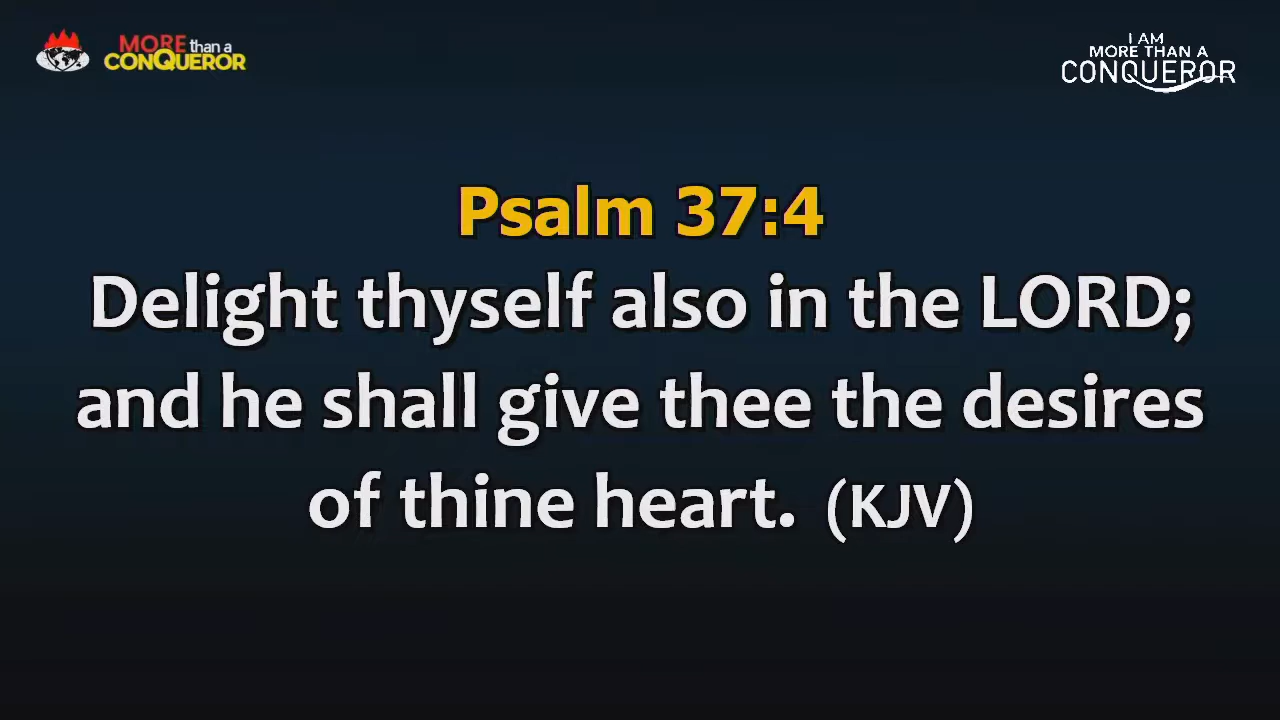 MORE than a
CONQUEROR
I AM
MORE THAN A
CONQUEROR
Psalm 37:4
Delight thyself also in the LORD;
and he shall give thee the desires
of thine heart. (KJV)